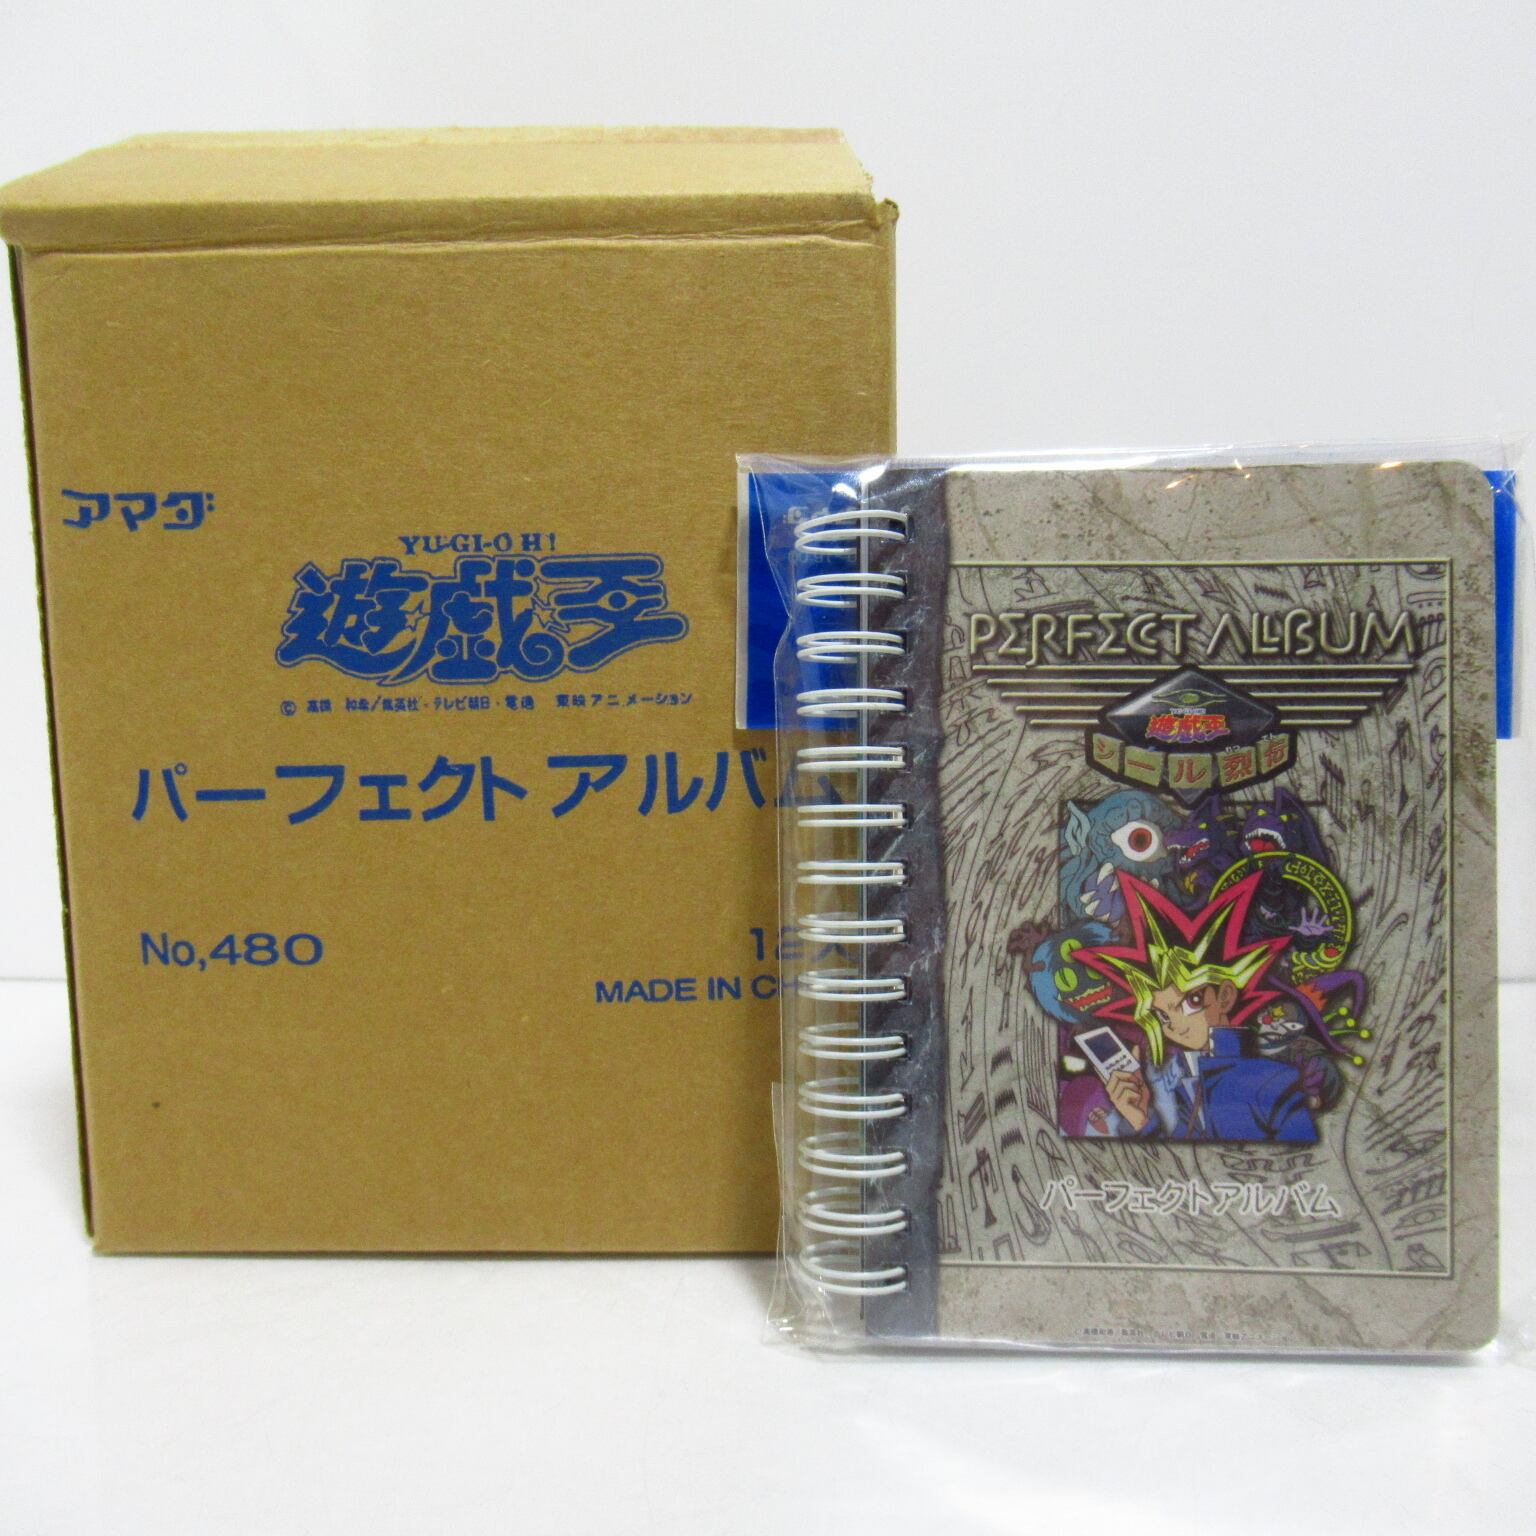 アマダ
YU-GI-OH!
遊戯王
© 高橋 和希/集英社・テレビ朝日・電通 東映アニメーション
パーフェクト アルバム
No,480
MADE IN
PERFECT ALBUM
遊戯王
シール烈伝
パーフェクトアルバム